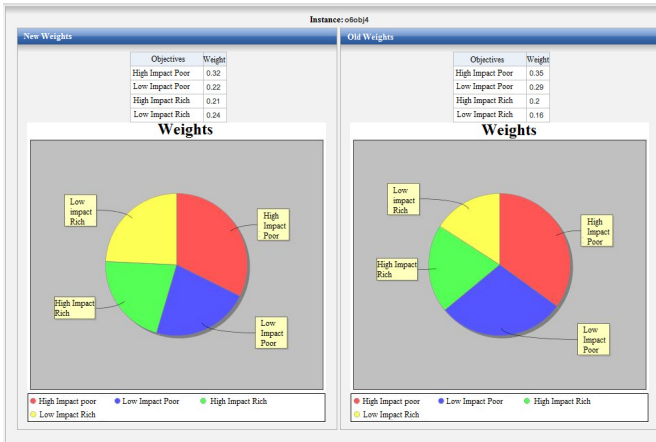 Instance: o6obj4
New Weights
Objectives Weight
High Impact Poor 0.32
Low Impact Poor 0.22
High Impact Rich 0.21
Low Impact Rich 0.24
Weights
Low
impact
Rich
High
Impact
Poor
High Impact
Rich
Low
Impact
Poor
High Impact poor Low Impact Poor High Impact Rich
Low Impact Rich
Old Weights
Objectives Weight
High Impact Poor 0.35
Low Impact Poor 0.29
High Impact Rich 0.2
Low Impact Rich 0.16
Weights
Low
impact
Rich
High
Impact
Poor
High Impact
Rich
Low
Impact
Poor
High Impact poor Low Impact Poor High Impact Rich
Low Impact Rich